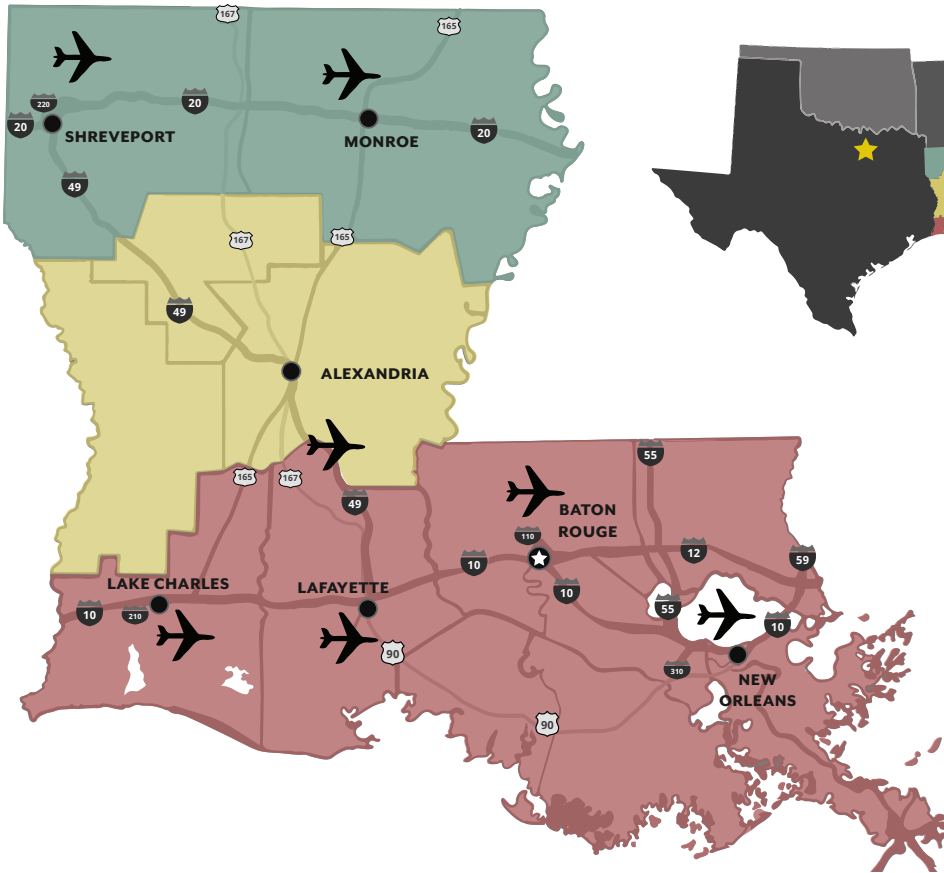 167
165
220
20
20
SHREVEPORT
MONROE
20
49
167
165
49
ALEXANDRIA
55
165
167
49
BATON
ROUGE
110
10
12
59
LAKE CHARLES
LAFAYETTE
10
10
210
55
10
90
310
NEW
ORLEANS
90